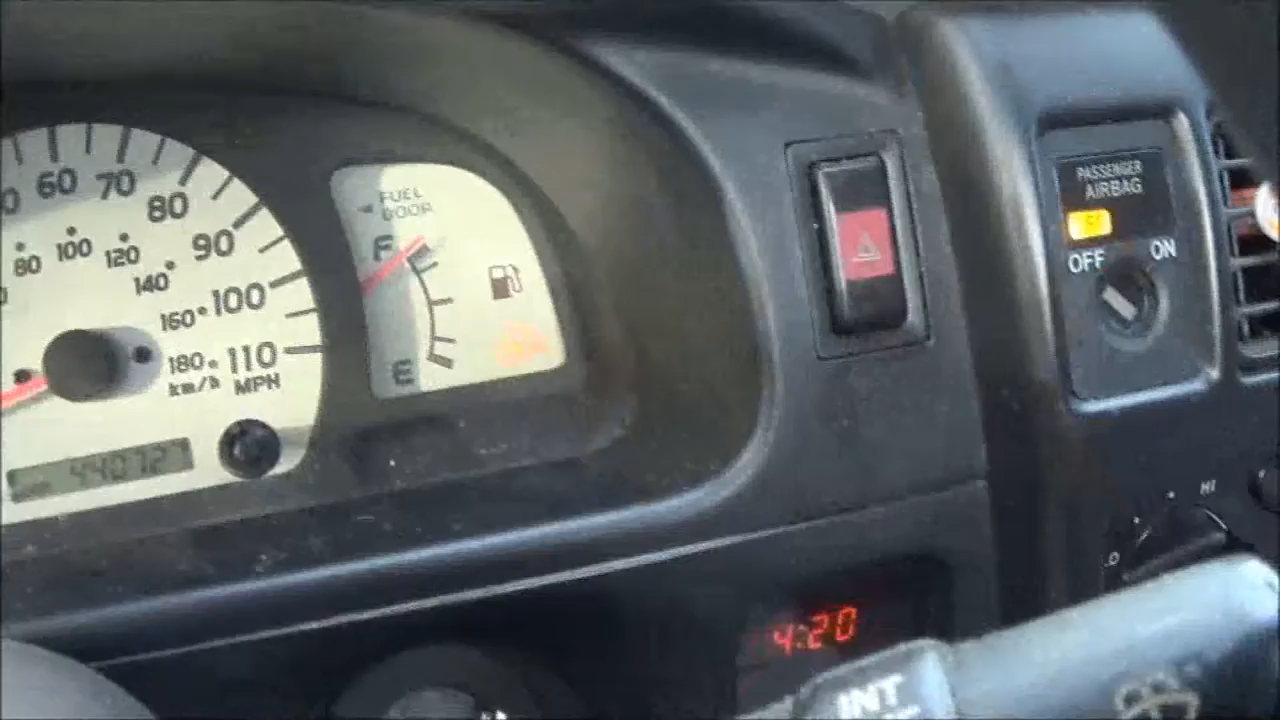 60
70
80
90
100
110
MPH
80
100
120
140
160
180
km/h
440727
FUEL
DOOR
F
E
PASSENGER
AIRBAG
OFF
ON
HI
4:20
INT